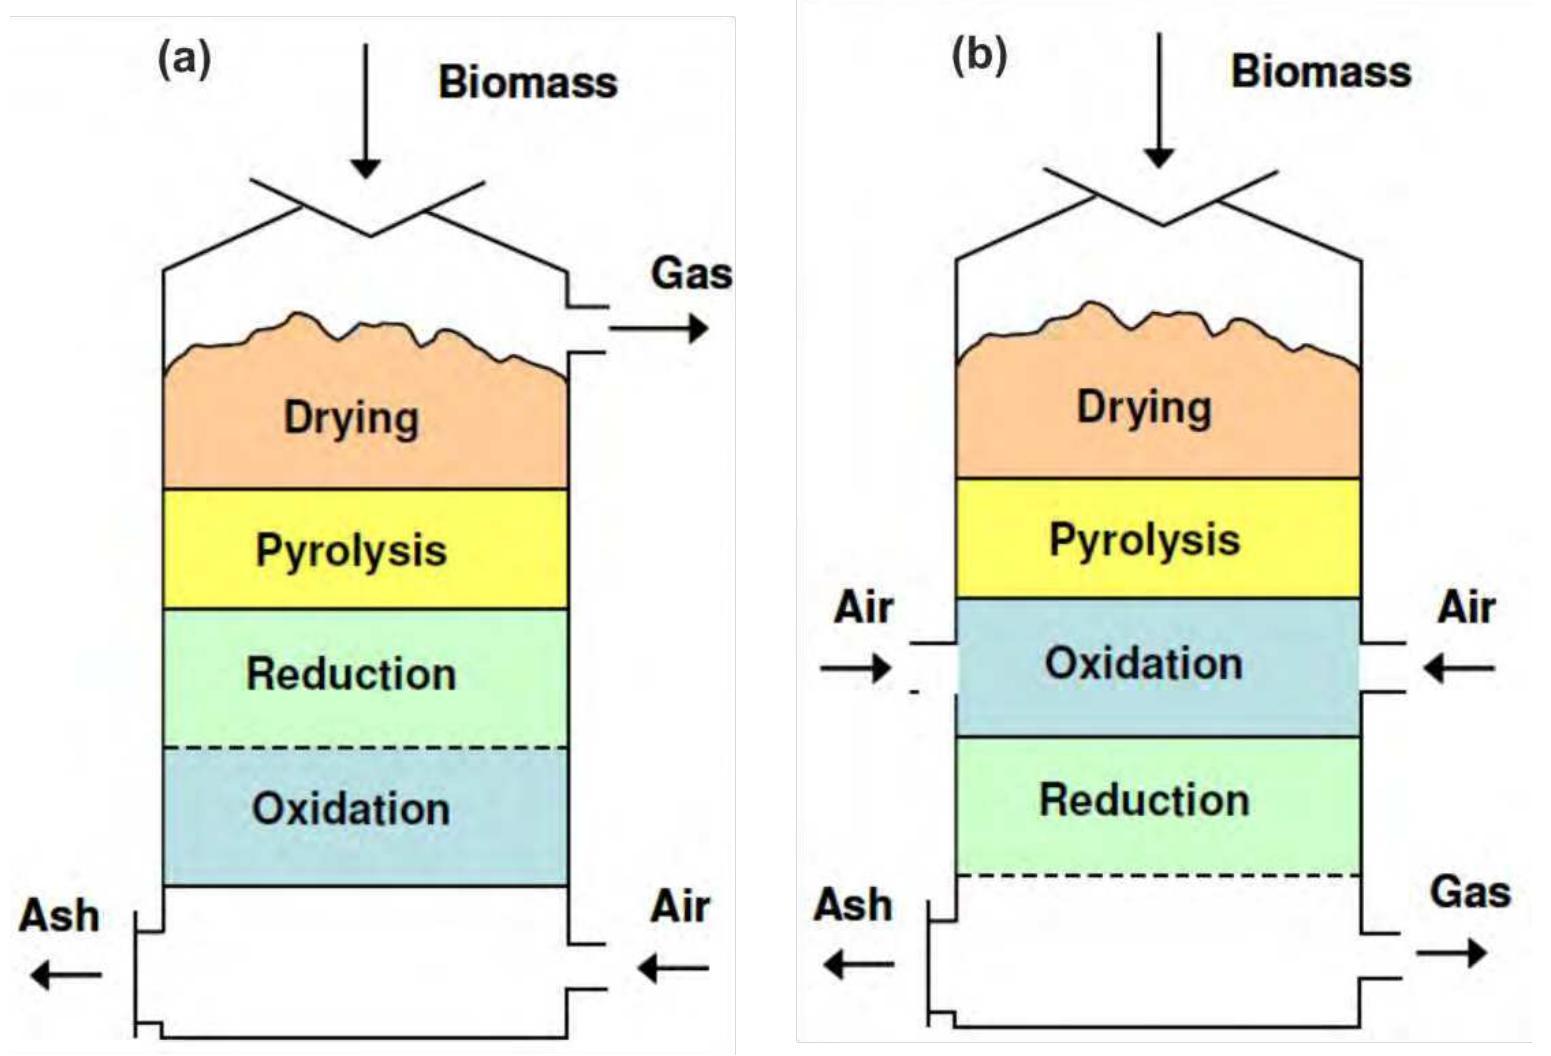 (a)
Biomass
Gas
Drying
Pyrolysis
Reduction
Oxidation
Ash
Air
(b)
Biomass
Drying
Pyrolysis
Air
Air
Oxidation
Reduction
Ash
Gas